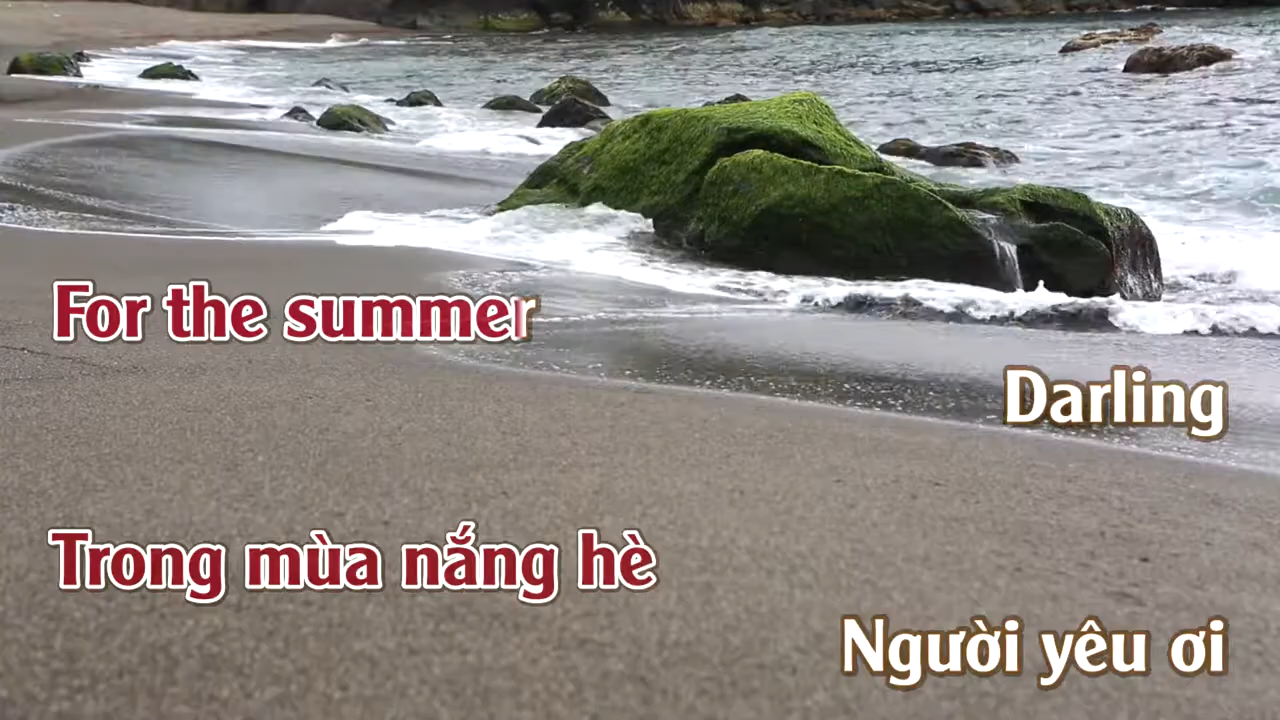 For the summer
Darling
Trong mùa nắng hè
Người yêu ơi